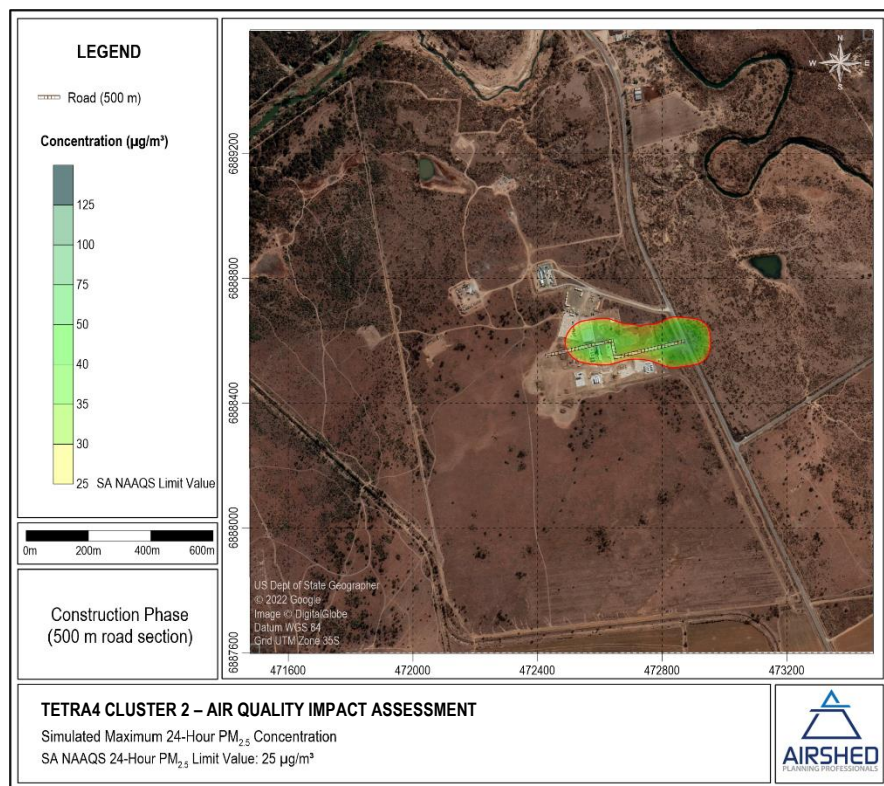 LEGEND
Road (500 m)
Concentration (µg/m³)
125
100
75
50
40
35
30
25 SA NAAQS Limit Value
0m 200m 400m 600m
Construction Phase
(500 m road section)
N
W E
S
6889200
6888800
6888400
6888000
6887600
US Dept of State Geographer
© 2022 Google
Image © DigitalGlobe
Datum WGS 84
Grid UTM Zone 35S
471600 472000 472400 472800 473200
TETRA4 CLUSTER 2 – AIR QUALITY IMPACT ASSESSMENT
Simulated Maximum 24-Hour PM2.5 Concentration
SA NAAQS 24-Hour PM2.5 Limit Value: 25 µg/m³
AIRSHED
PLANNING PROFESSIONALS